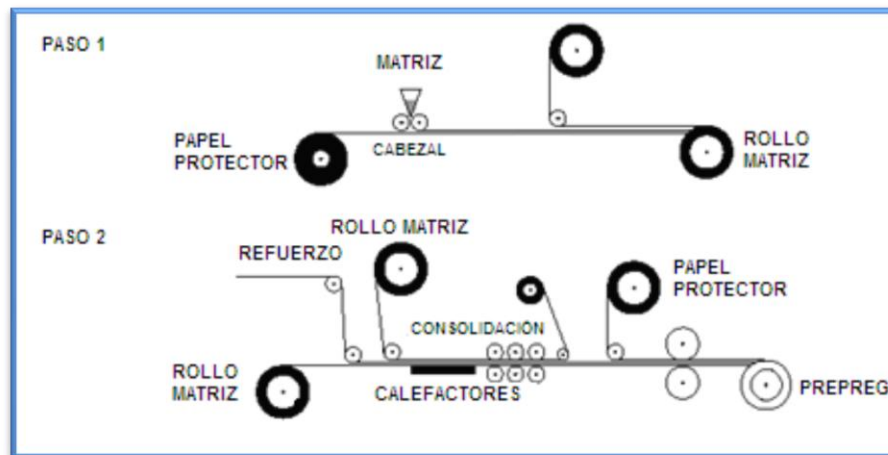 PASO 1
MATRIZ
PAPEL
PROTECTOR
CABEZAL
ROLLO
MATRIZ
PASO 2
ROLLO MATRIZ
REFUERZO
PAPEL
PROTECTOR
CONSOLIDACIÓN
ROLLO
MATRIZ
CALEFACTORES
PREPREG